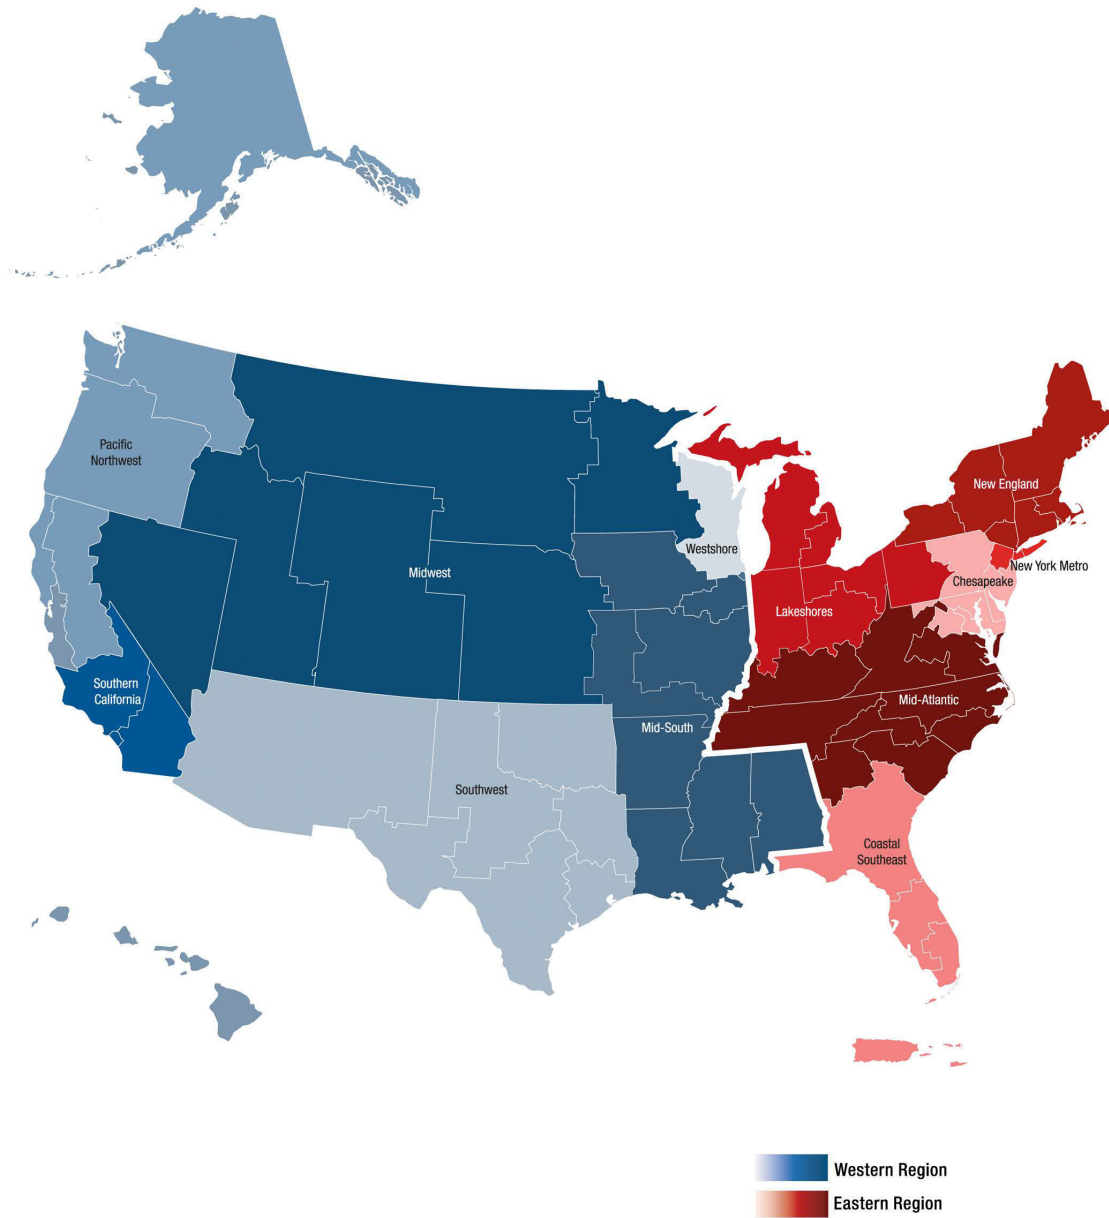 Pacific
Northwest
Midwest
Westshore
Lakeshores
New England
New York Metro
Chesapeake
Southern
California
Mid-South
Mid-Atlantic
Southwest
Coastal
Southeast
Western Region
Eastern Region